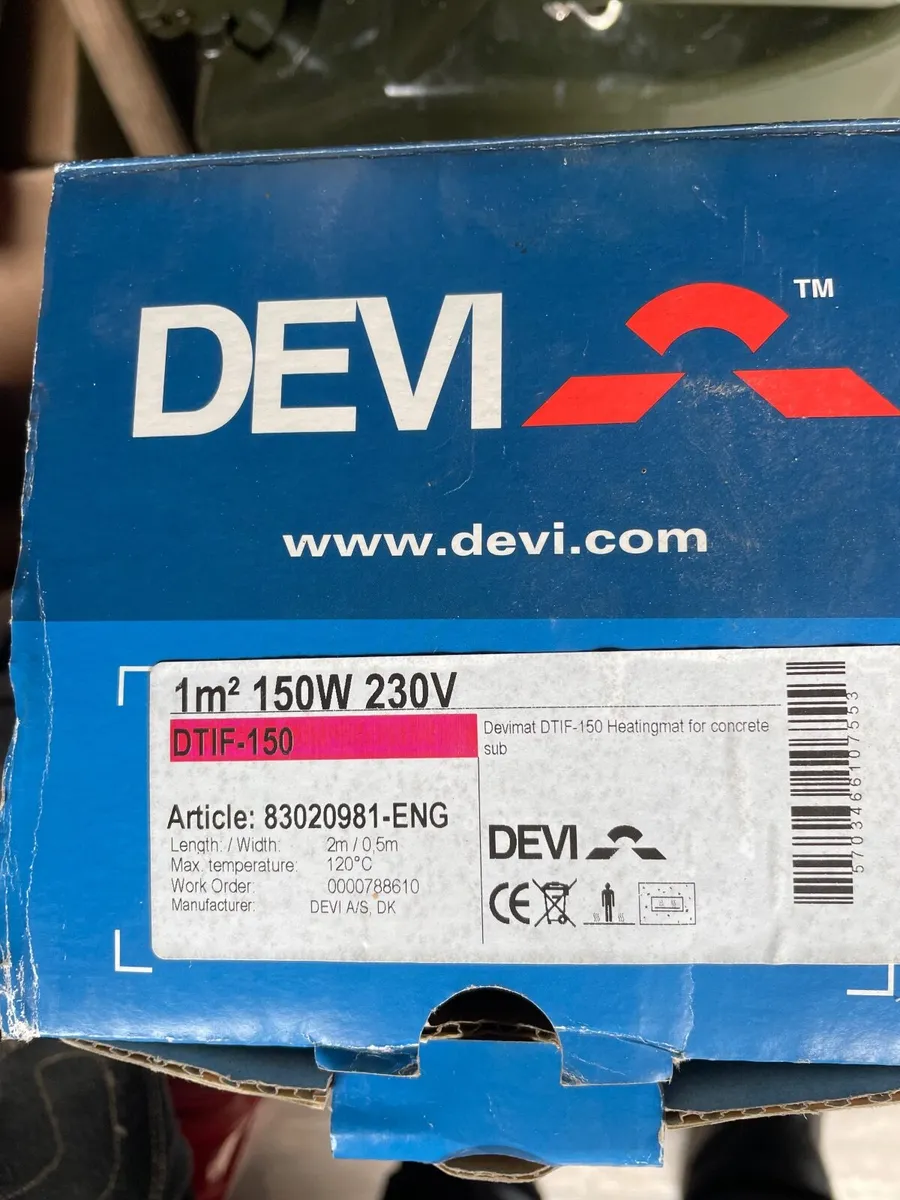 DEVI
TM
www.devi.com
1m² 150W 230V
DTIF-150
Devimat DTIF-150 Heatingmat for concrete
sub
Article: 83020981-ENG
Length: / Width: 2m / 0,5m
Max. temperature: 120°C
Work Order: 0000788610
Manufacturer: DEVI A/S, DK
DEVI
CE
5703466107553